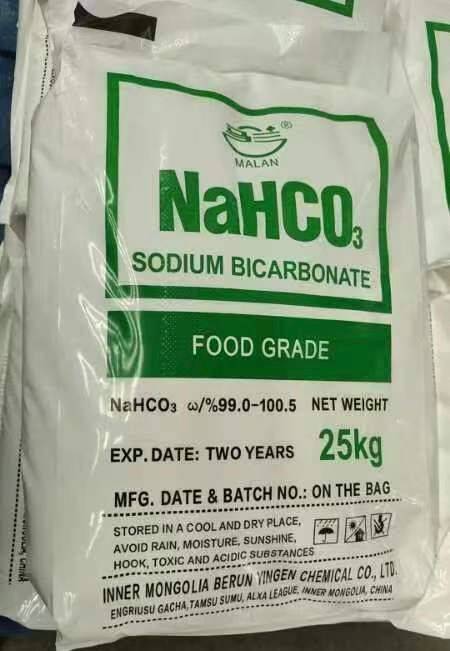 ®
MALAN
NaHCO₃
SODIUM BICARBONATE
FOOD GRADE
NaHCO₃ ω/%99.0-100.5 NET WEIGHT
EXP. DATE: TWO YEARS 25kg
MFG. DATE & BATCH NO.: ON THE BAG
STORED IN A COOL AND DRY PLACE,
AVOID RAIN, MOISTURE, SUNSHINE,
HOOK, TOXIC AND ACIDIC SUBSTANCES
INNER MONGOLIA BERUN YINGEN CHEMICAL CO., LTD.
ENGRIUSU GACHA,TAMSU SUMU, ALXA LEAGUE, INNER MONGOLIA, CHINA